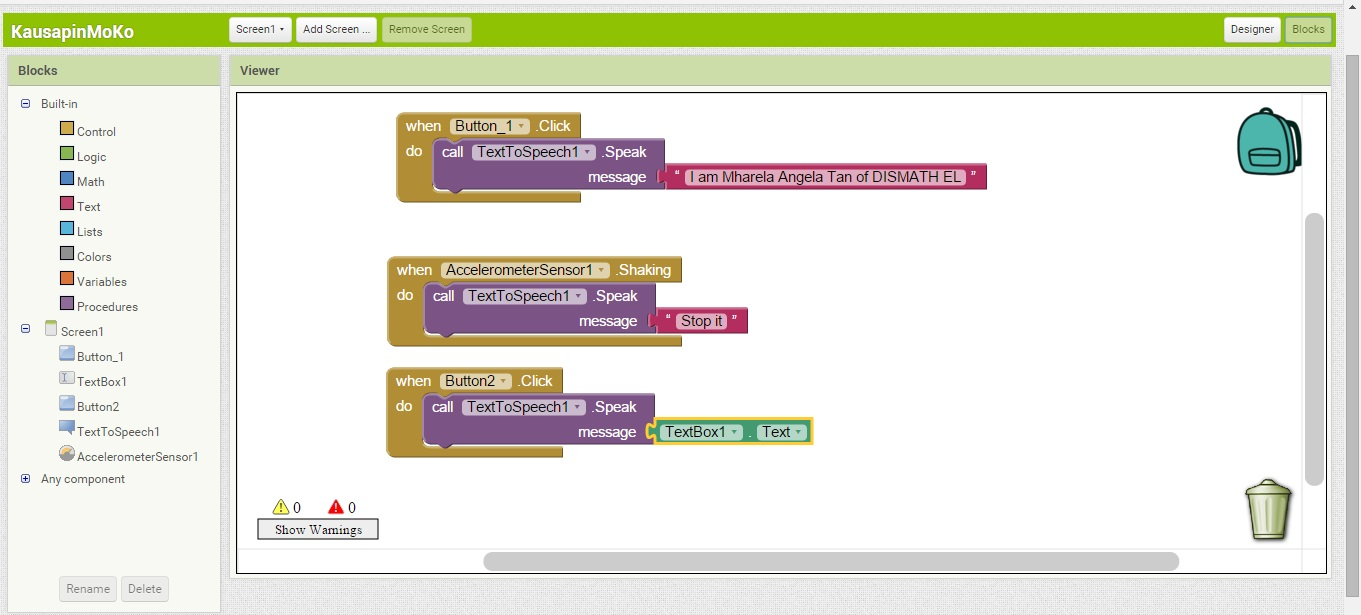 KausapinMoKo Screen1 Add Screen ... Remove Screen Designer Blocks
Blocks
Built-in
Control
Logic
Math
Text
Lists
Colors
Variables
Procedures
Screen1
Button_1
TextBox1
Button2
TextToSpeech1
AccelerometerSensor1
Any component
Rename Delete
Viewer
when Button_1 .Click
do call TextToSpeech1 .Speak
message “ I am Mharela Angela Tan of DISMATH EL ”
when AccelerometerSensor1 .Shaking
do call TextToSpeech1 .Speak
message “ Stop it ”
when Button2 .Click
do call TextToSpeech1 .Speak
message TextBox1 . Text
0 0
Show Warnings